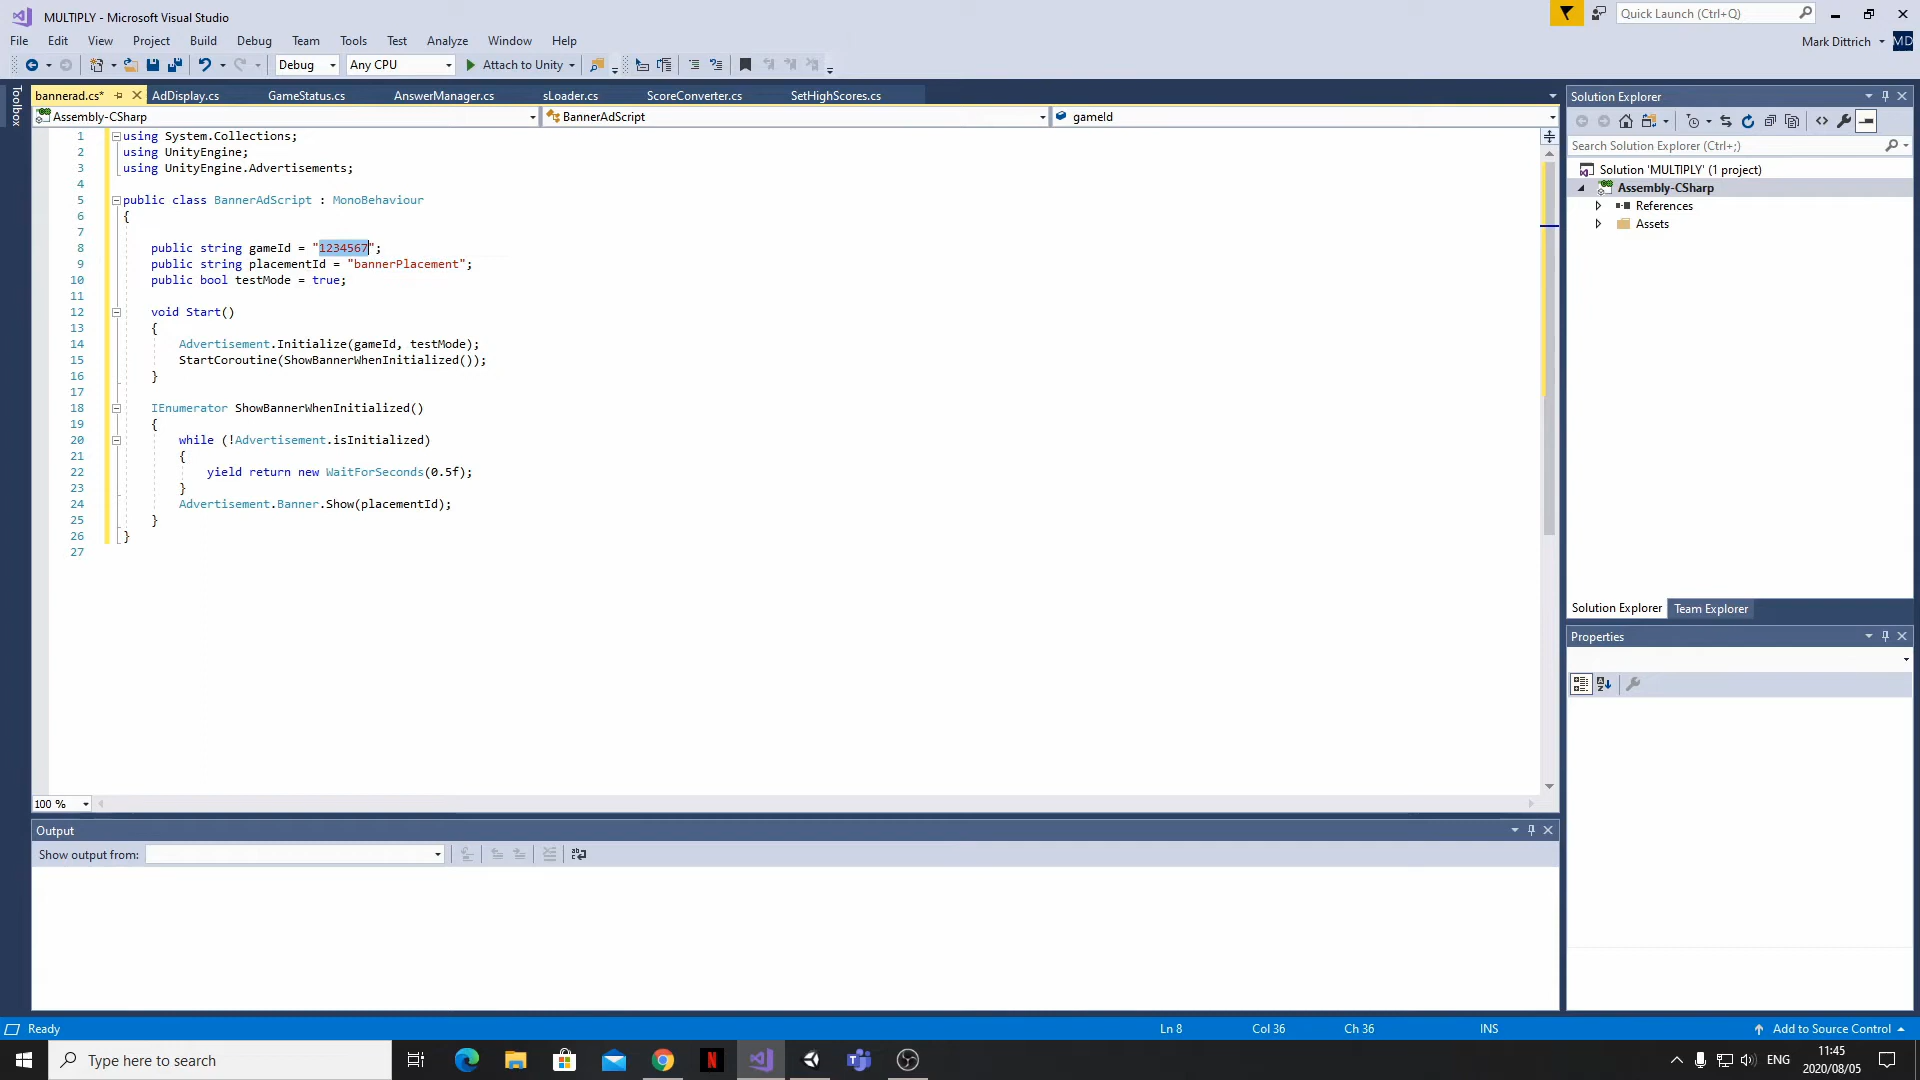 MULTIPLY - Microsoft Visual Studio
Quick Launch (Ctrl+Q)
File Edit View Project Build Debug Team Tools Test Analyze Window Help
Mark Dittrich MD
Debug Any CPU Attach to Unity
Toolbox
bannerad.cs* AdDisplay.cs GameStatus.cs AnswerManager.cs sLoader.cs ScoreConverter.cs SetHighScores.cs
Assembly-CSharp BannerAdScript gameId
1 using System.Collections;
2 using UnityEngine;
3 using UnityEngine.Advertisements;
4
5 public class BannerAdScript : MonoBehaviour
6 {
7
8 public string gameId = "1234567";
9 public string placementId = "bannerPlacement";
10 public bool testMode = true;
11
12 void Start()
13 {
14 Advertisement.Initialize(gameId, testMode);
15 StartCoroutine(ShowBannerWhenInitialized());
16 }
17
18 IEnumerator ShowBannerWhenInitialized()
19 {
20 while (!Advertisement.isInitialized)
21 {
22 yield return new WaitForSeconds(0.5f);
23 }
24 Advertisement.Banner.Show(placementId);
25 }
26 }
27
100 %
Output
Show output from:
Solution Explorer
Search Solution Explorer (Ctrl+;)
Solution 'MULTIPLY' (1 project)
Assembly-CSharp
References
Assets
Solution Explorer Team Explorer
Properties
Ready Ln 8 Col 36 Ch 36 INS Add to Source Control
Type here to search
ENG
11:45
2020/08/05